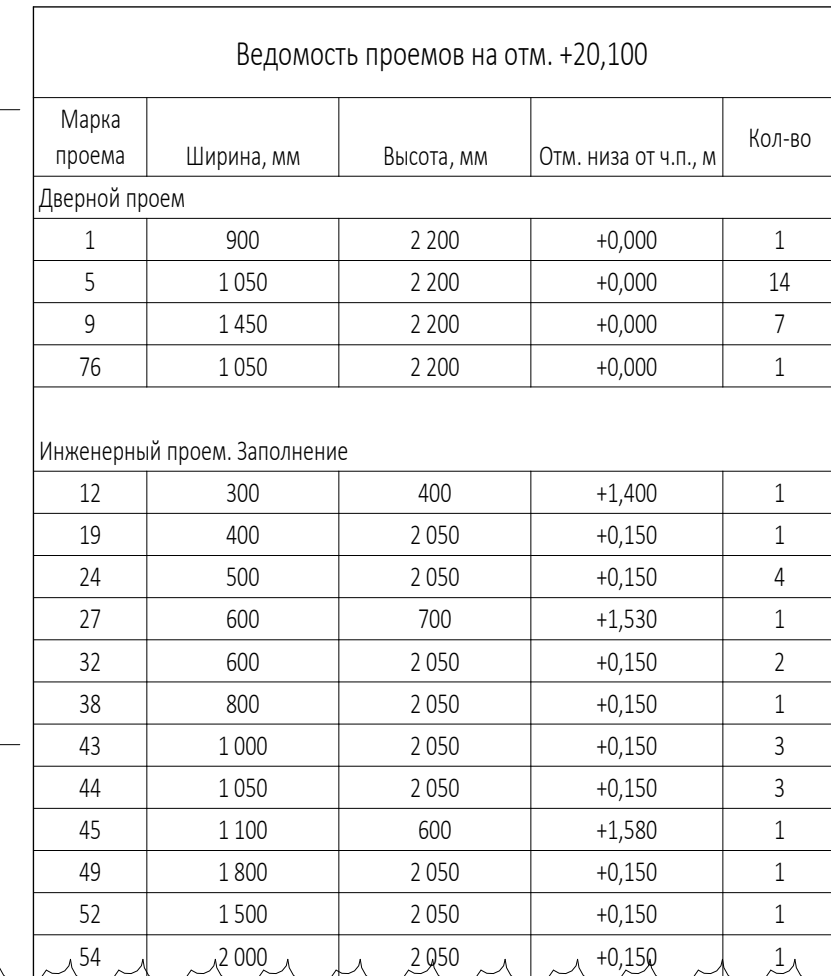 Ведомость проемов на отм. +20,100
Марка проема Ширина, мм Высота, мм Отм. низа от ч.п., м Кол-во
Дверной проем
1 900 2 200 +0,000 1
5 1 050 2 200 +0,000 14
9 1 450 2 200 +0,000 7
76 1 050 2 200 +0,000 1
Инженерный проем. Заполнение
12 300 400 +1,400 1
19 400 2 050 +0,150 1
24 500 2 050 +0,150 4
27 600 700 +1,530 1
32 600 2 050 +0,150 2
38 800 2 050 +0,150 1
43 1 000 2 050 +0,150 3
44 1 050 2 050 +0,150 3
45 1 100 600 +1,580 1
49 1 800 2 050 +0,150 1
52 1 500 2 050 +0,150 1
54 2 000 2 050 +0,150 1